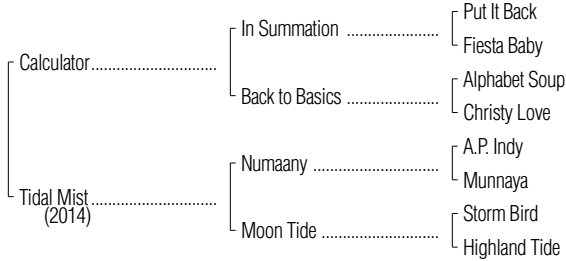 Put It Back
In Summation ....................
Fiesta Baby
Calculator...........................
Alphabet Soup
Back to Basics ....................
Christy Love
A.P. Indy
Numaany ...........................
Munnaya
Tidal Mist...........................
(2014)
Storm Bird
Moon Tide .........................
Highland Tide